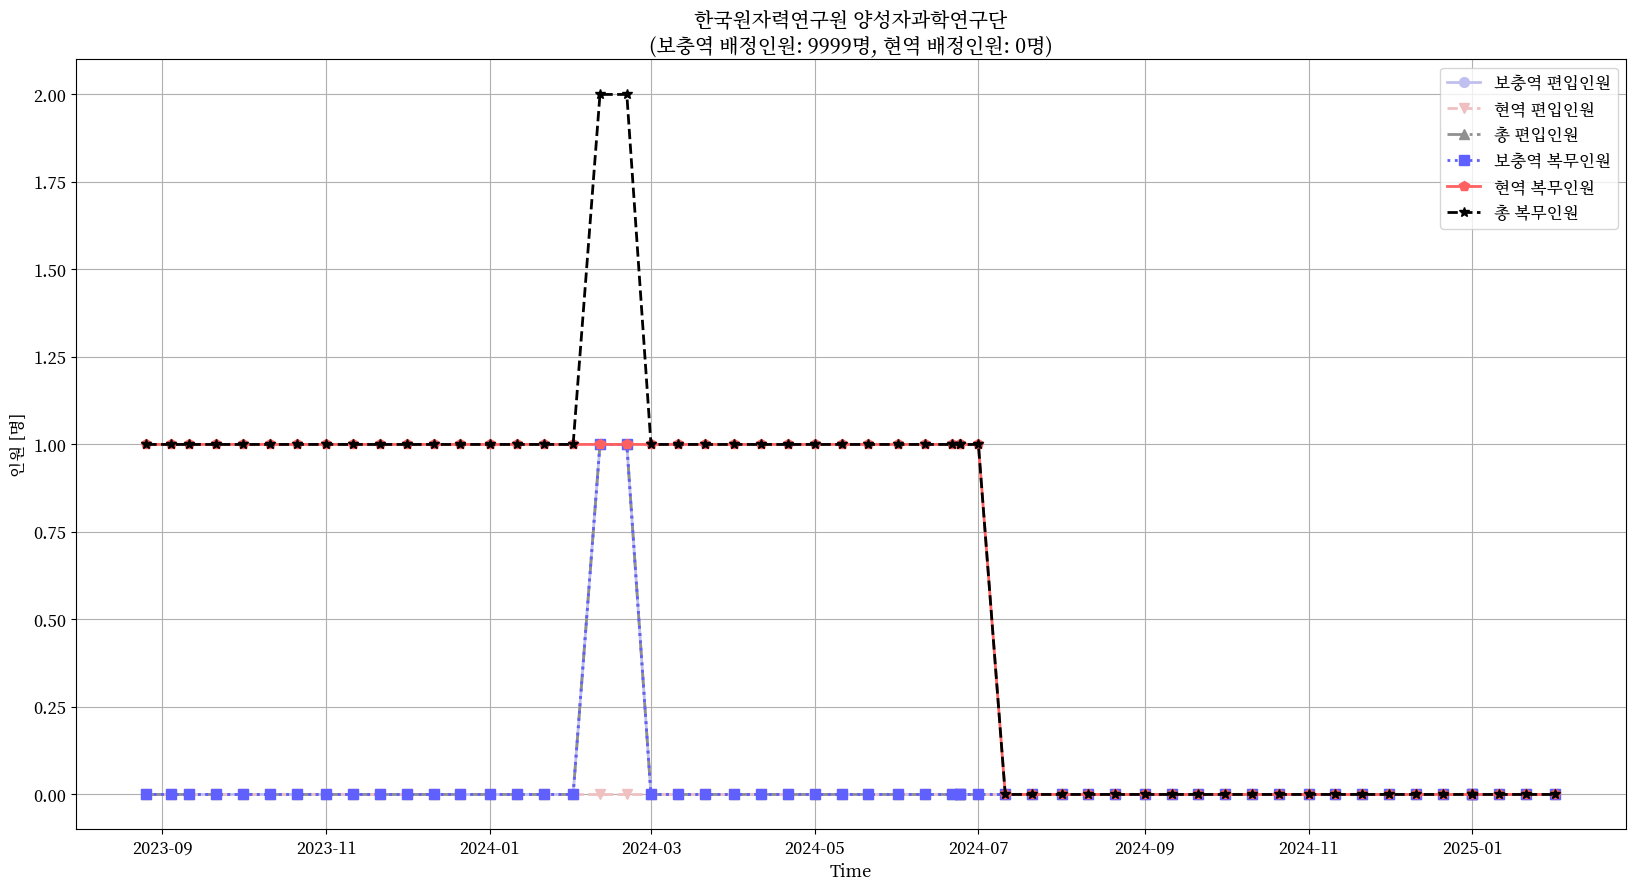 한국원자력연구원 양성자과학연구단
(보충역 배정인원: 9999명, 현역 배정인원: 0명)
보충역 편입인원
현역 편입인원
총 편입인원
보충역 복무인원
현역 복무인원
총 복무인원
2.00
1.75
1.50
1.25
1.00
0.75
0.50
0.25
0.00
인원 [명]
2023-09
2023-11
2024-01
2024-03
2024-05
2024-07
2024-09
2024-11
2025-01
Time